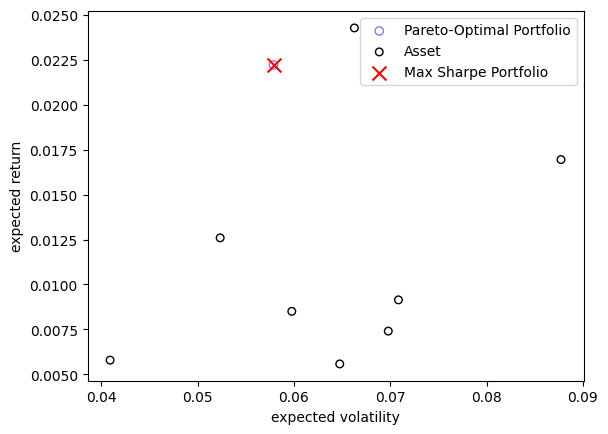 0.0250
0.0225
0.0200
0.0175
0.0150
0.0125
0.0100
0.0075
0.0050
expected return
Pareto-Optimal Portfolio
Asset
Max Sharpe Portfolio
0.04 0.05 0.06 0.07 0.08 0.09
expected volatility